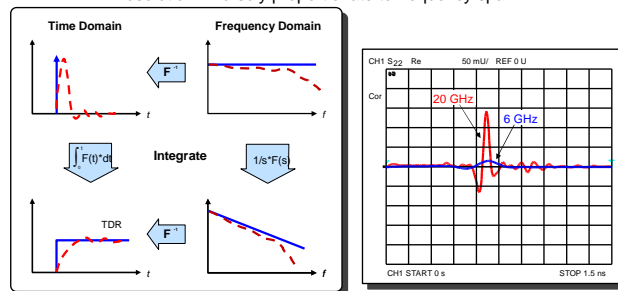 Time Domain
Frequency Domain
F⁻¹
t
f
∫₀ᵗ F(t)*dt
Integrate
1/s*F(s)
TDR
F⁻¹
t
f
CH1 S22 Re 50 mU/ REF 0 U
Cor
20 GHz
6 GHz
CH1 START 0 s STOP 1.5 ns